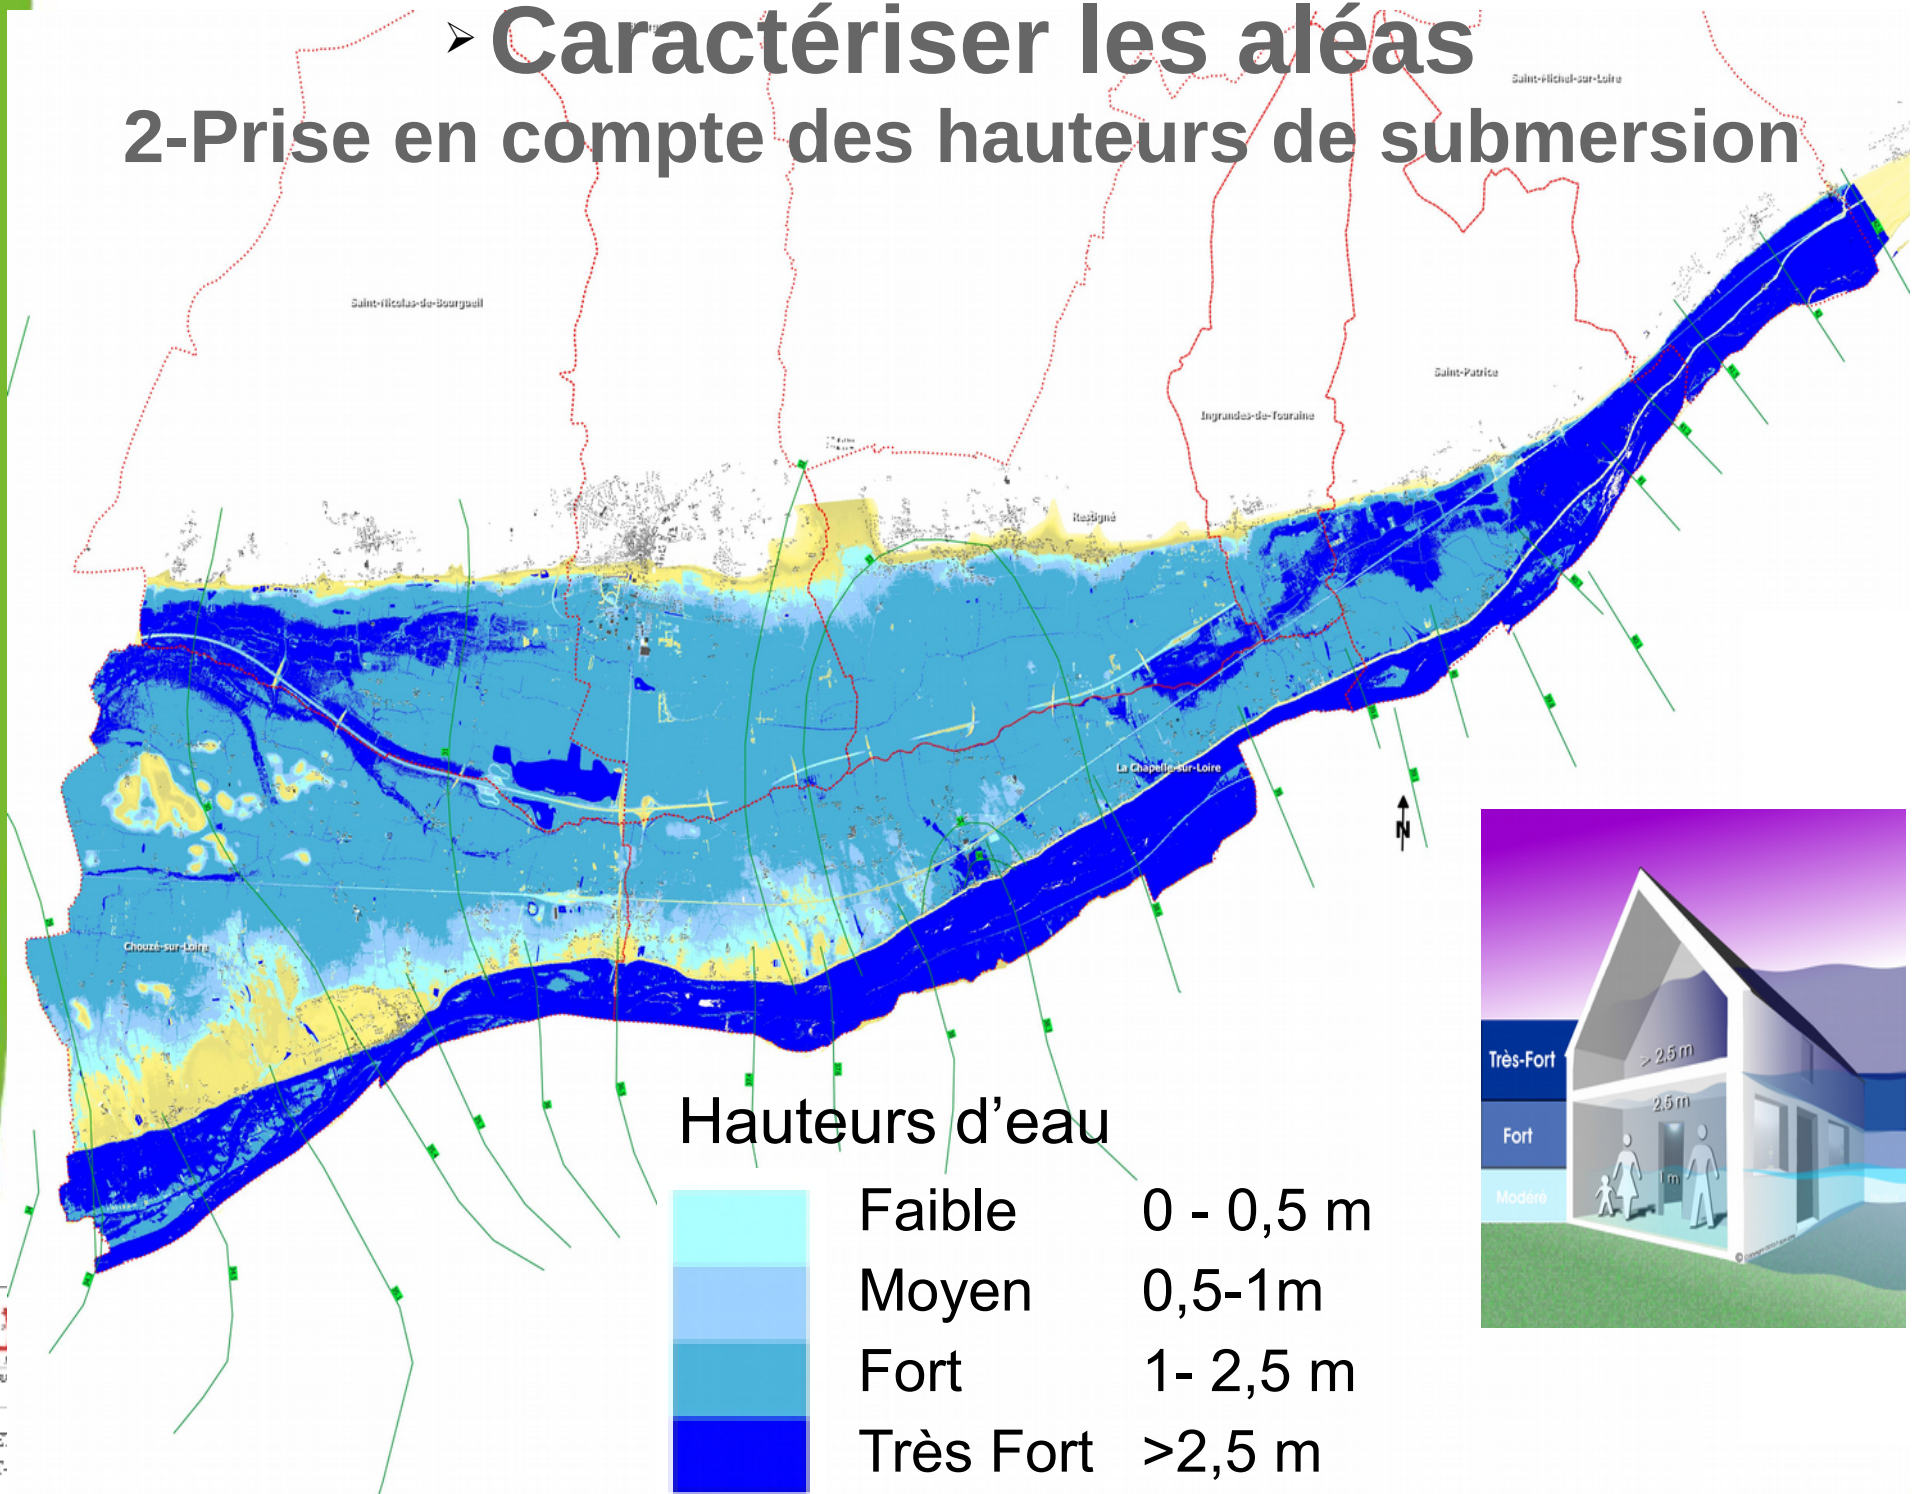 ➢ Caractériser les aléas
2-Prise en compte des hauteurs de submersion
Saint-Michel-sur-Loire
Saint-Nicolas-de-Bourgueil
Saint-Patrice
Ingrandes-de-Touraine
Restigné
La Chapelle-sur-Loire
N
Chouzé-sur-Loire
Très-Fort
> 2.5 m
2.5 m
Fort
1 m
Modéré
Hauteurs d’eau
Faible 0 - 0,5 m
Moyen 0,5-1m
Fort 1- 2,5 m
Très Fort >2,5 m